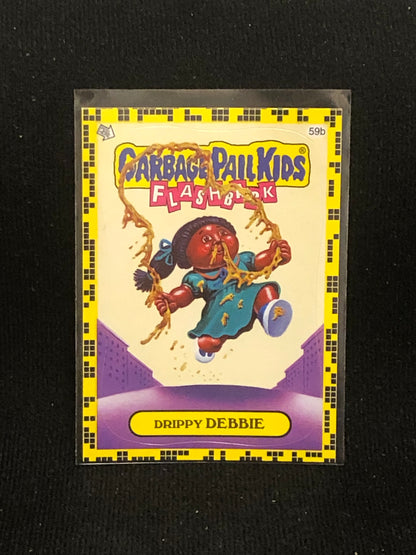 59b
GARBAGE PAIL KIDS®
FLASHBACK
DRIPPY DEBBIE